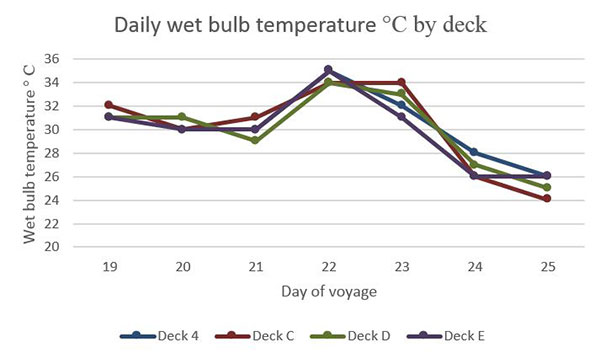 Daily wet bulb temperature °C by deck
Wet bulb temperature ° C
36
34
32
30
28
26
24
22
20
19 20 21 22 23 24 25
Day of voyage
Deck 4 Deck C Deck D Deck E